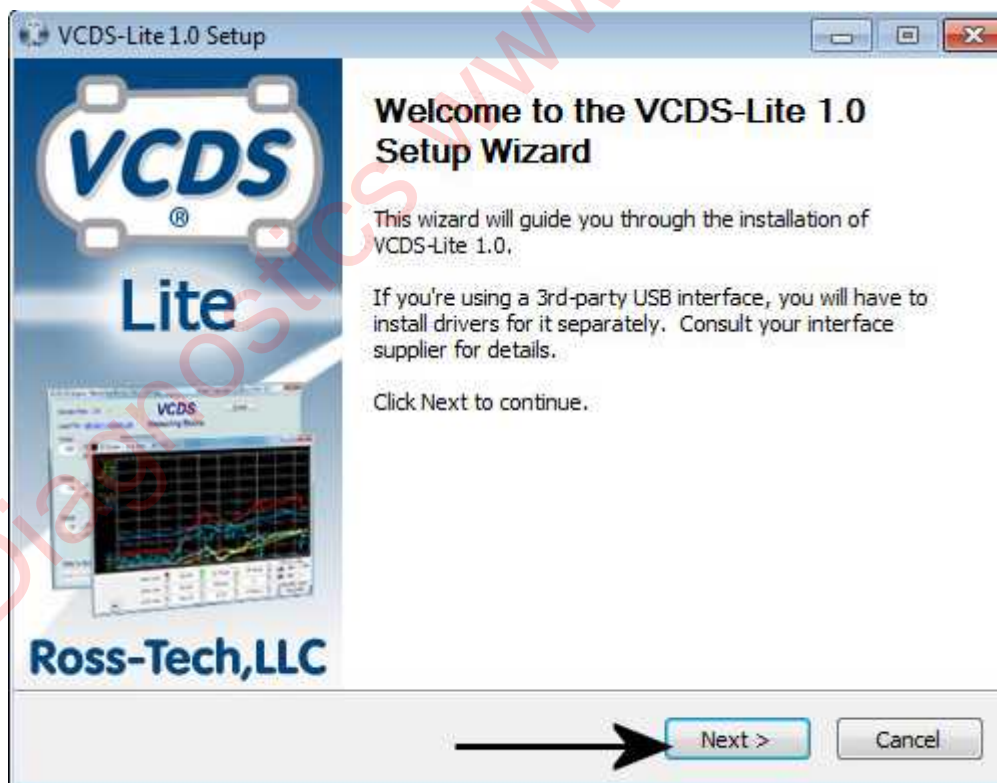 VCDS-Lite 1.0 Setup
VCDS
®
Lite
VCDS
Ross-Tech,LLC
Welcome to the VCDS-Lite 1.0
Setup Wizard
This wizard will guide you through the installation of
VCDS-Lite 1.0.
If you're using a 3rd-party USB interface, you will have to
install drivers for it separately.  Consult your interface
supplier for details.
Click Next to continue.
Next >
Cancel
Diagnostics www